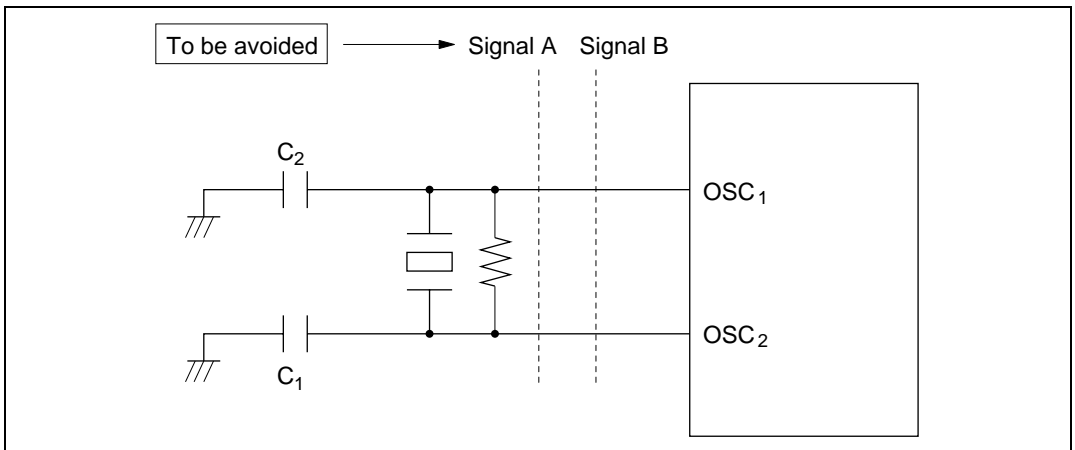 To be avoided
Signal A
Signal B
C2
OSC1
OSC2
C1